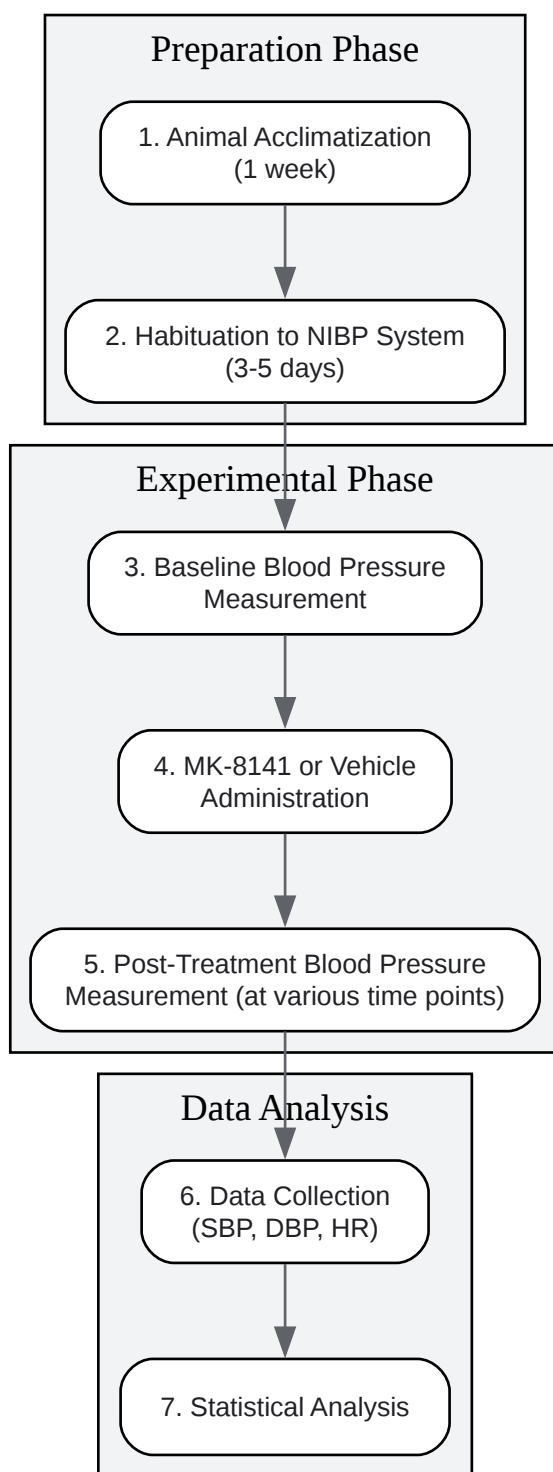 Preparation Phase
1. Animal Acclimatization
(1 week)
2. Habituation to NIBP System
(3-5 days)
Experimental Phase
3. Baseline Blood Pressure
Measurement
4. MK-8141 or Vehicle
Administration
5. Post-Treatment Blood Pressure
Measurement (at various time points)
Data Analysis
6. Data Collection
(SBP, DBP, HR)
7. Statistical Analysis